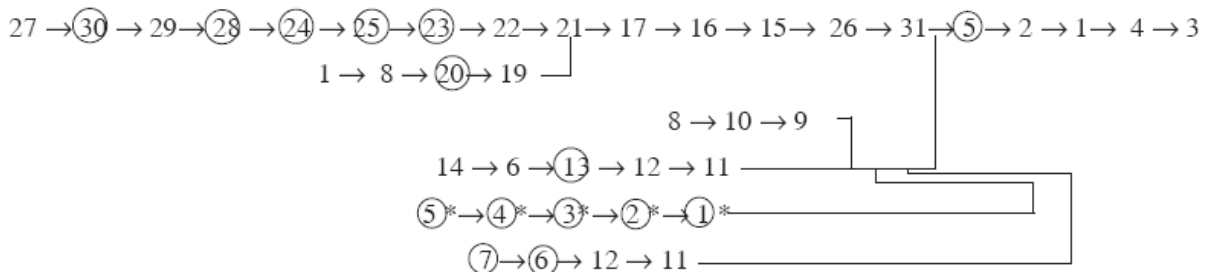 27 → 30 → 29 → 28 → 24 → 25 → 23 → 22 → 21 → 17 → 16 → 15 → 26 → 31 → 5 → 2 → 1 → 4 → 3
1 → 8 → 20 → 19
8 → 10 → 9
14 → 6 → 13 → 12 → 11
5* → 4* → 3* → 2* → 1*
7 → 6 → 12 → 11